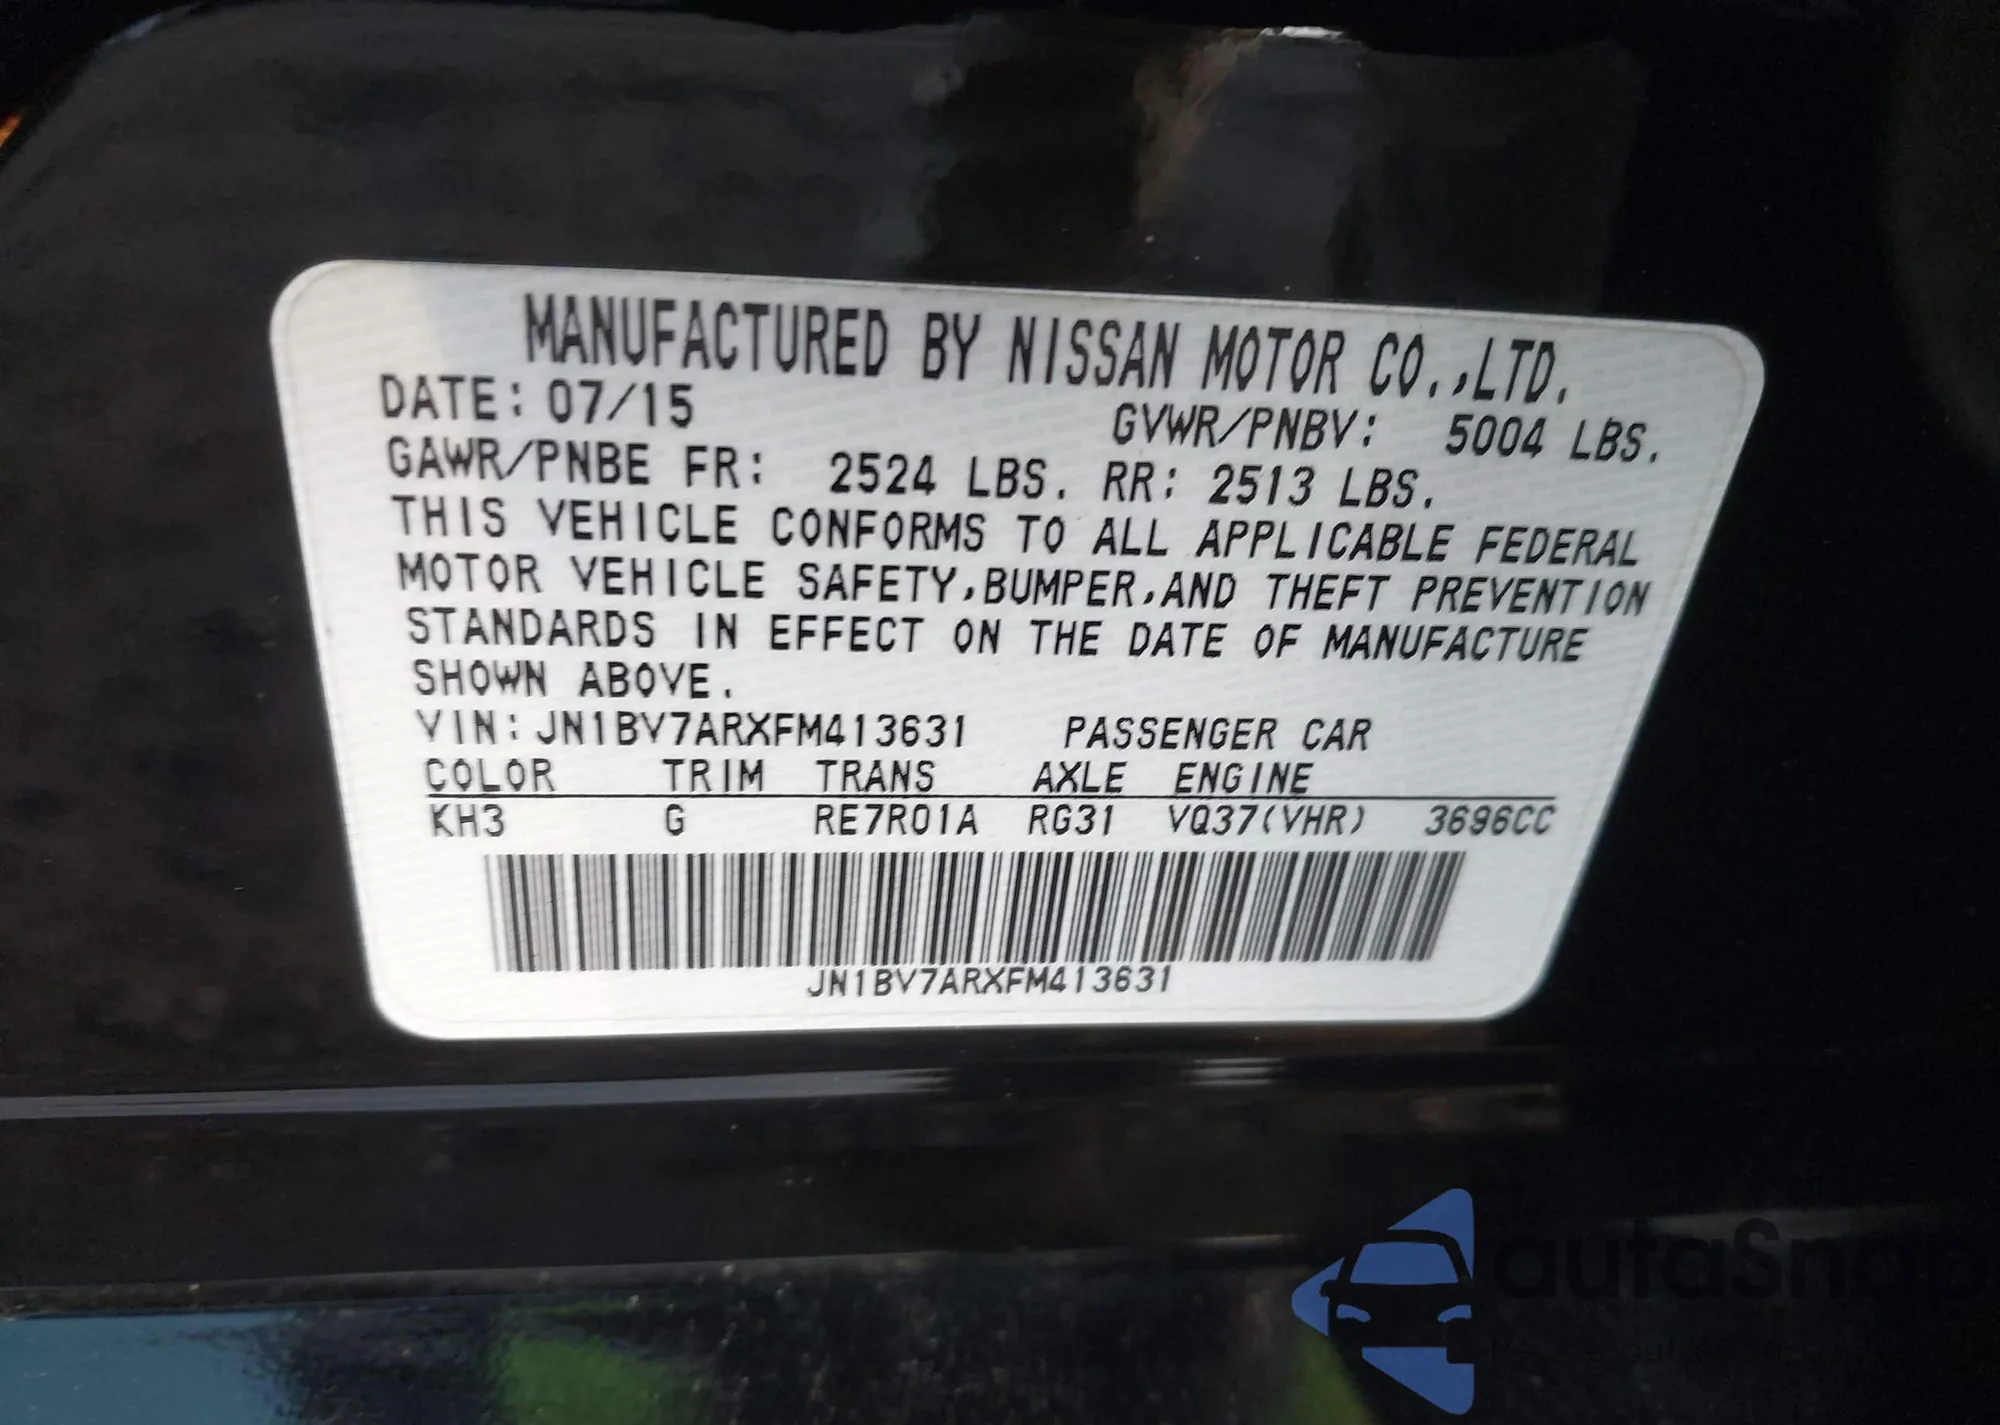 MANUFACTURED BY NISSAN MOTOR CO.,LTD.
DATE: 07/15 GVWR/PNBV: 5004 LBS.
GAWR/PNBE FR: 2524 LBS. RR: 2513 LBS.
THIS VEHICLE CONFORMS TO ALL APPLICABLE FEDERAL
MOTOR VEHICLE SAFETY,BUMPER,AND THEFT PREVENTION
STANDARDS IN EFFECT ON THE DATE OF MANUFACTURE
SHOWN ABOVE.
VIN:JN1BV7ARXFM413631 PASSENGER CAR
COLOR TRIM TRANS AXLE ENGINE
KH3 G RE7R01A RG31 VQ37(VHR) 3696CC
JN1BV7ARXFM413631
autaSnap